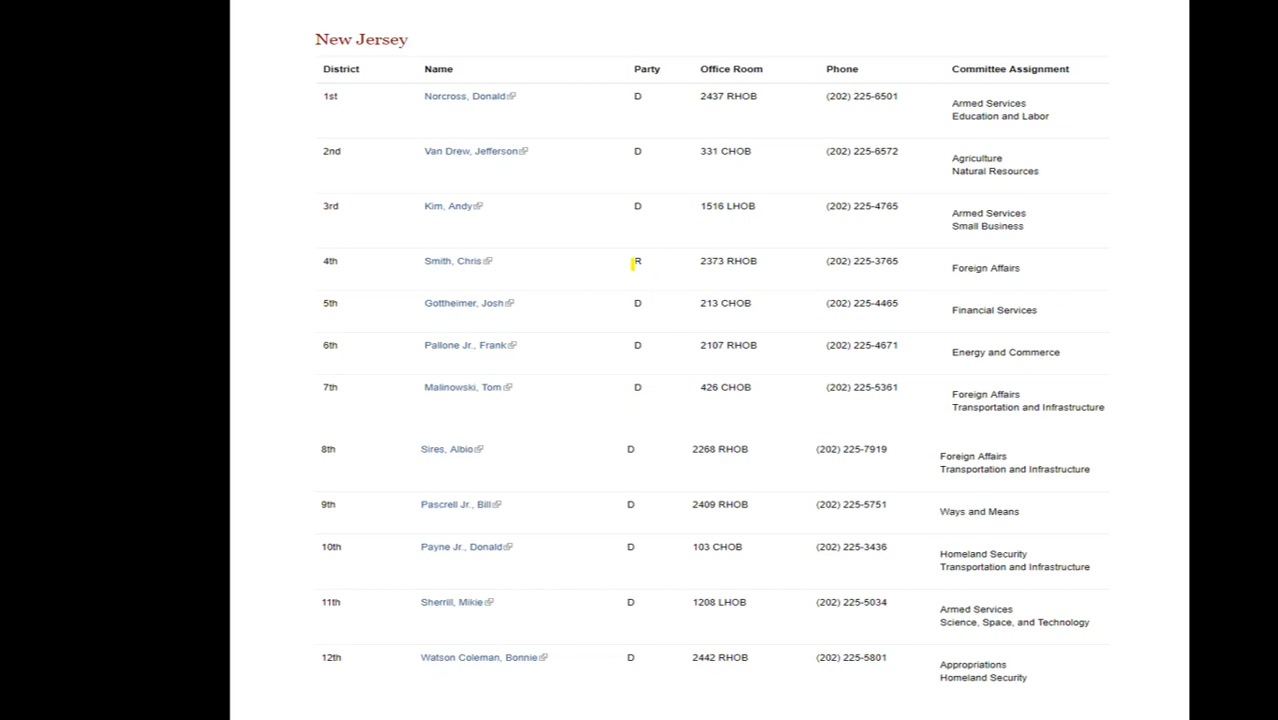 New Jersey
District Name Party Office Room Phone Committee Assignment
1st Norcross, Donald D 2437 RHOB (202) 225-6501 Armed Services
Education and Labor
2nd Van Drew, Jefferson D 331 CHOB (202) 225-6572 Agriculture
Natural Resources
3rd Kim, Andy D 1516 LHOB (202) 225-4765 Armed Services
Small Business
4th Smith, Chris R 2373 RHOB (202) 225-3765 Foreign Affairs
5th Gottheimer, Josh D 213 CHOB (202) 225-4465 Financial Services
6th Pallone Jr., Frank D 2107 RHOB (202) 225-4671 Energy and Commerce
7th Malinowski, Tom D 426 CHOB (202) 225-5361 Foreign Affairs
Transportation and Infrastructure
8th Sires, Albio D 2268 RHOB (202) 225-7919 Foreign Affairs
Transportation and Infrastructure
9th Pascrell Jr., Bill D 2409 RHOB (202) 225-5751 Ways and Means
10th Payne Jr., Donald D 103 CHOB (202) 225-3436 Homeland Security
Transportation and Infrastructure
11th Sherrill, Mikie D 1208 LHOB (202) 225-5034 Armed Services
Science, Space, and Technology
12th Watson Coleman, Bonnie D 2442 RHOB (202) 225-5801 Appropriations
Homeland Security